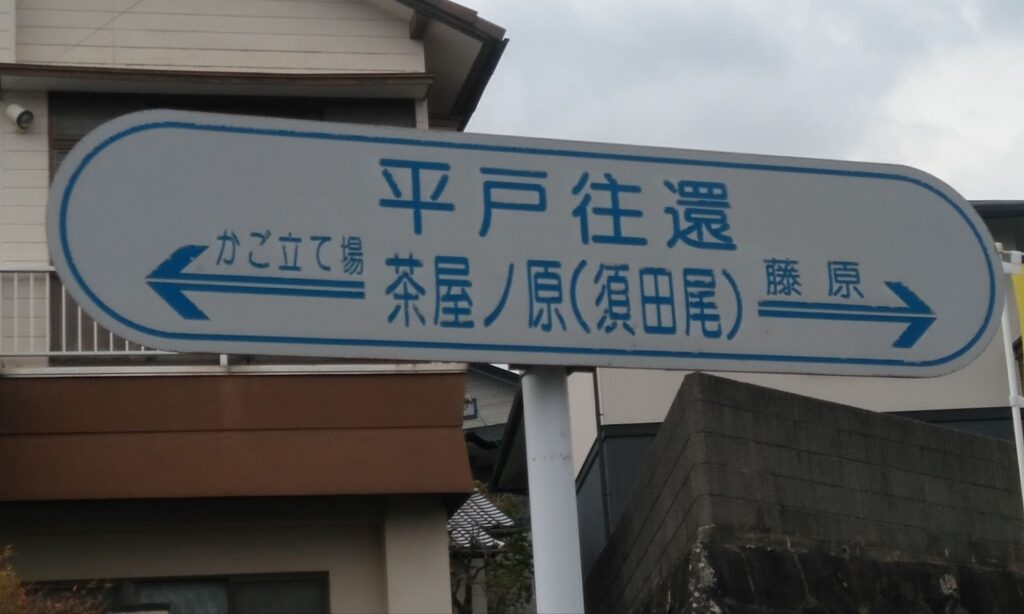 平戸往還
かご立て場
茶屋ノ原(須田尾)
藤原